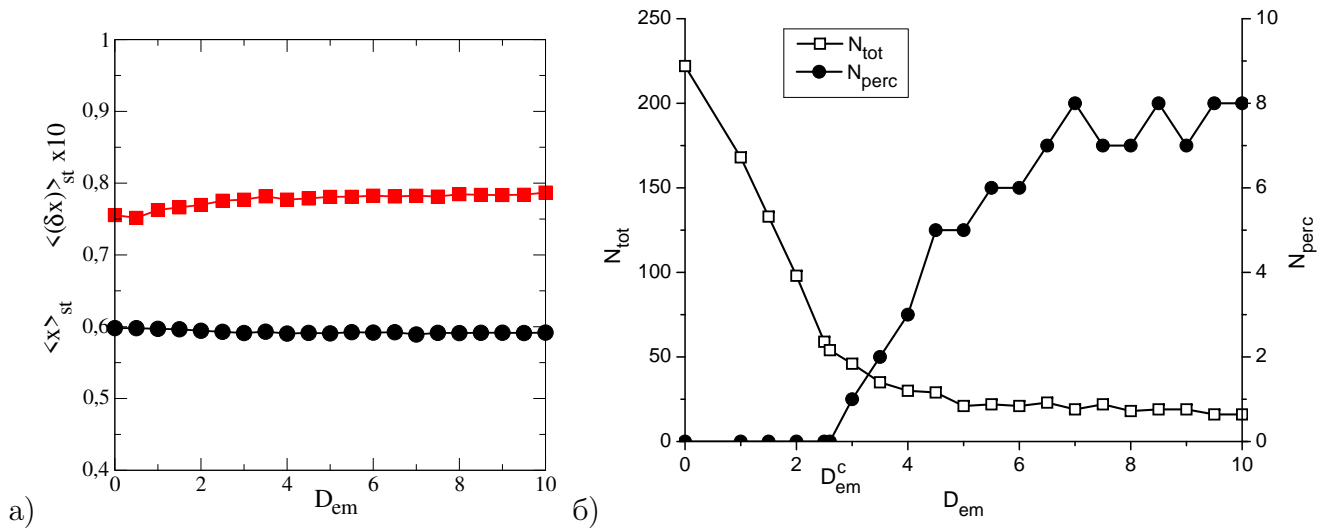 <(δx)>st x10
<x>st
1
0,9
0,8
0,7
0,6
0,5
0,4
0 2 4 6 8 10
Dem
а)
Ntot
Nperc
250
200
150
100
50
0
Ntot
0 2 4 6 8 10
D^c_em
Dem
10
8
6
4
2
0
Nperc
б)